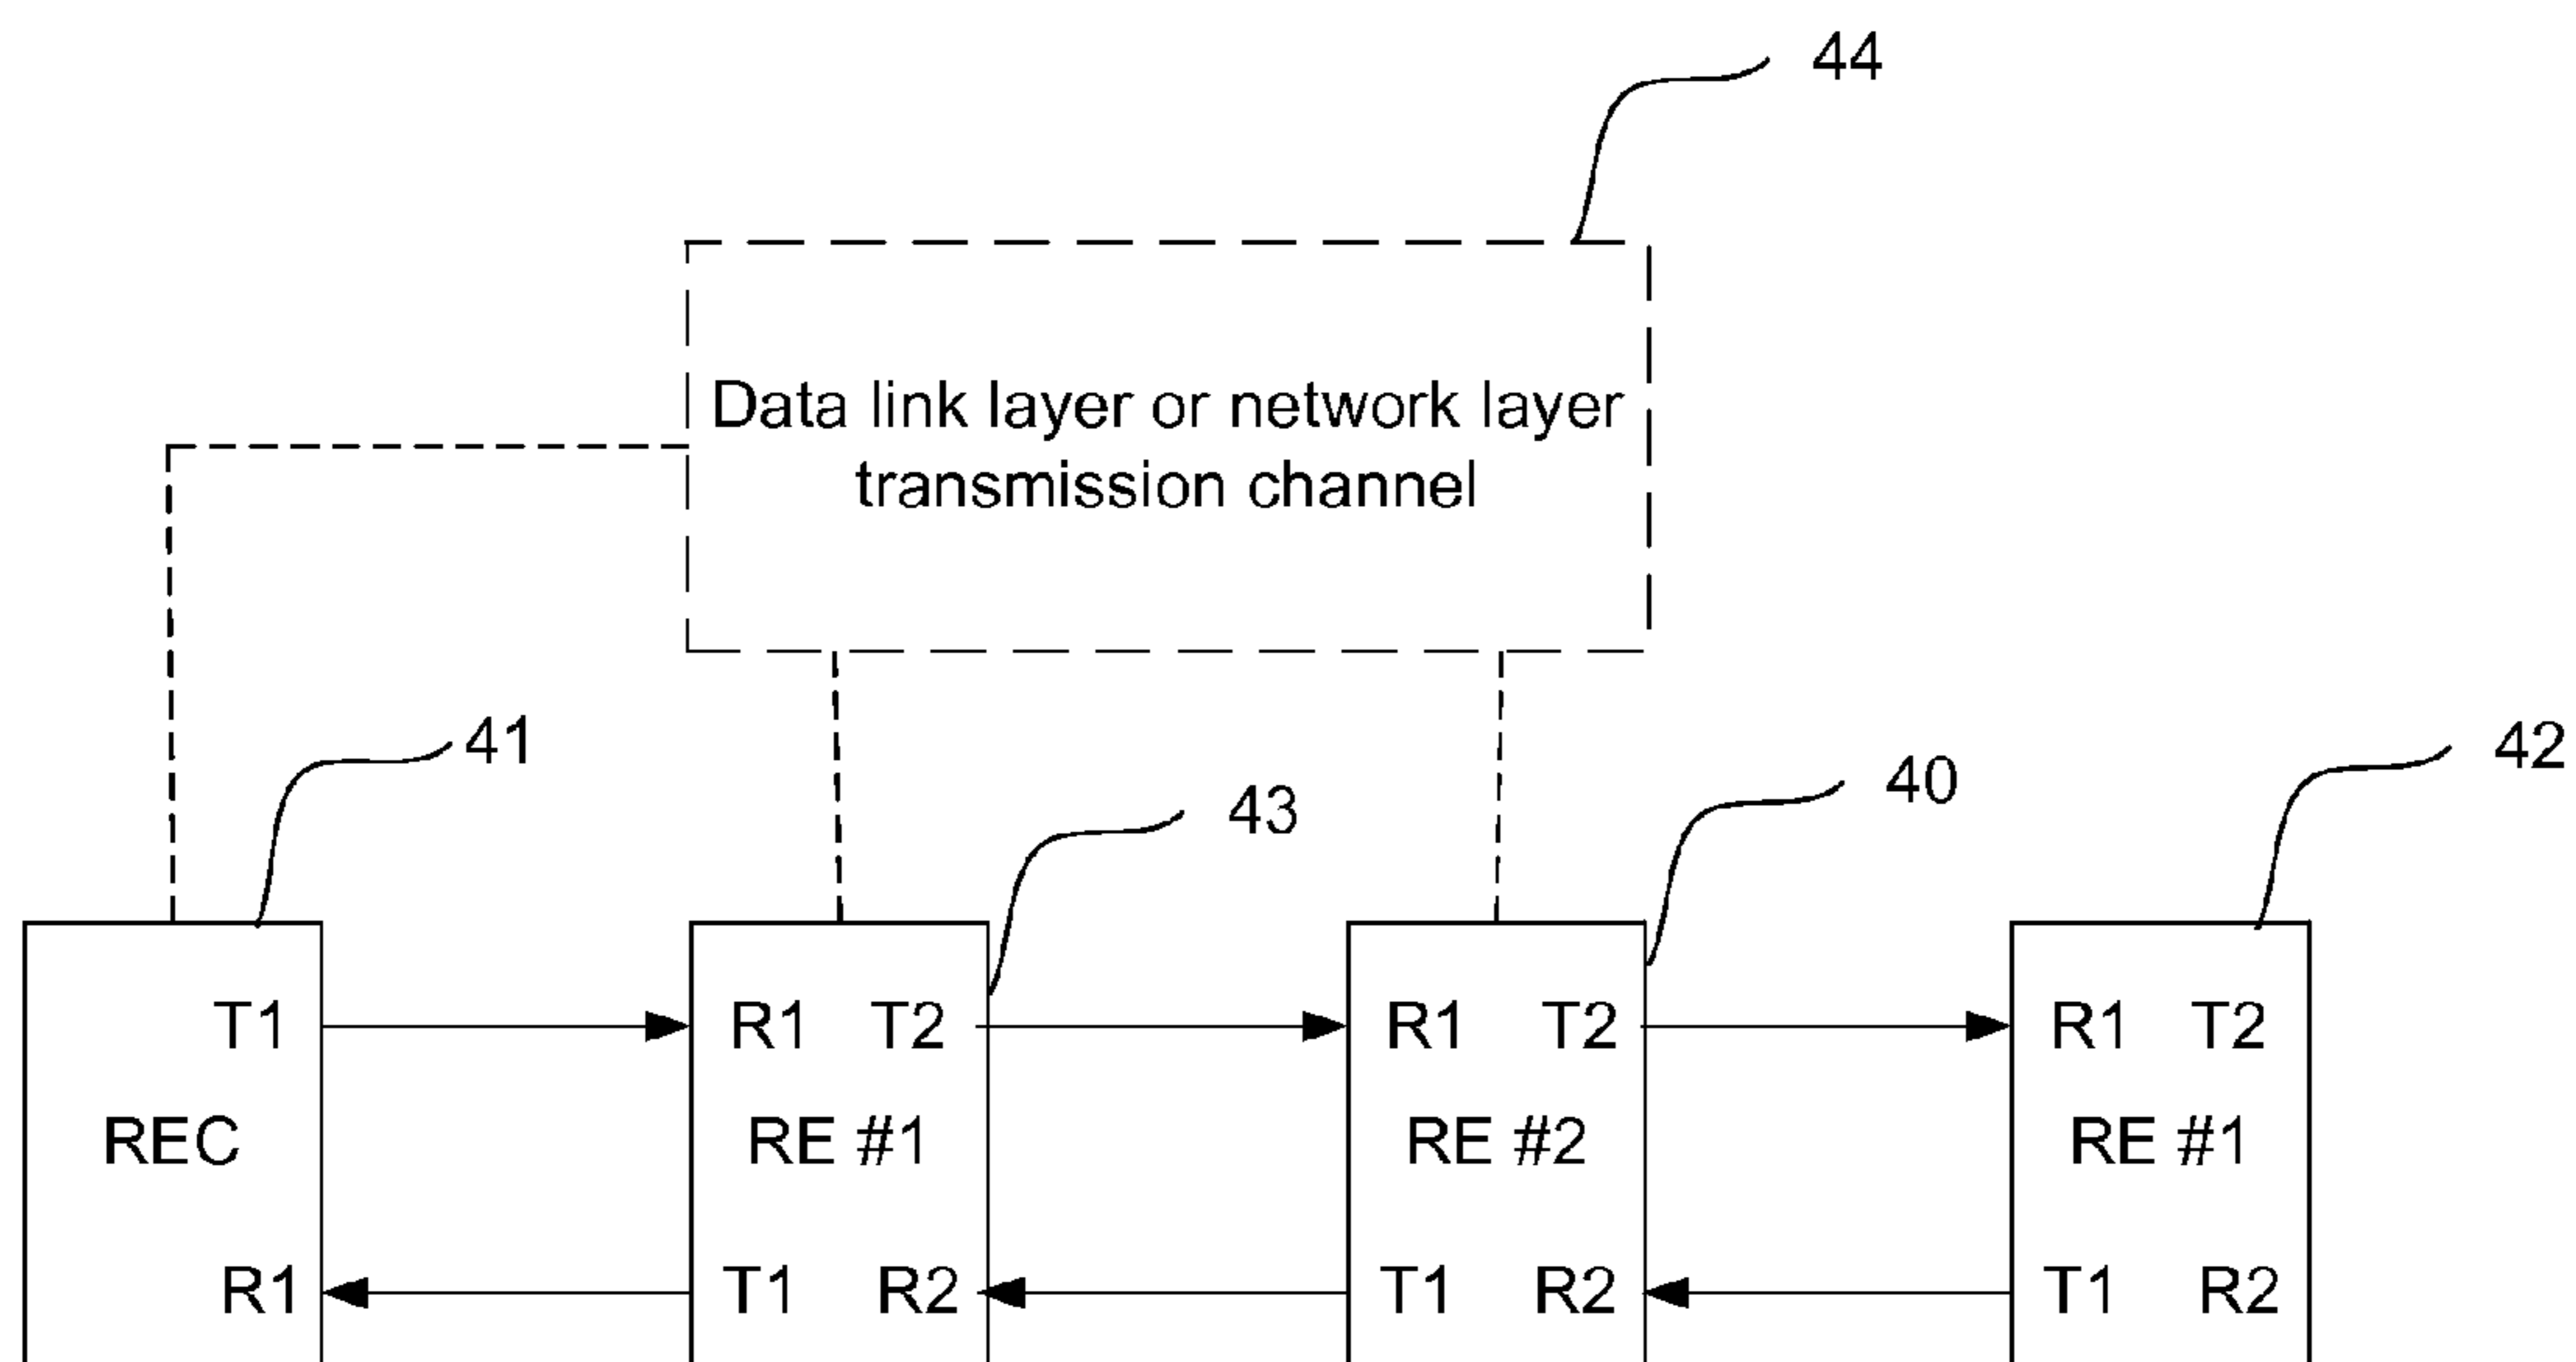 44
Data link layer or network layer
transmission channel
41
43
40
42
T1
R1 T2
R1 T2
R1 T2
REC
RE #1
RE #2
RE #1
R1
T1 R2
T1 R2
T1 R2